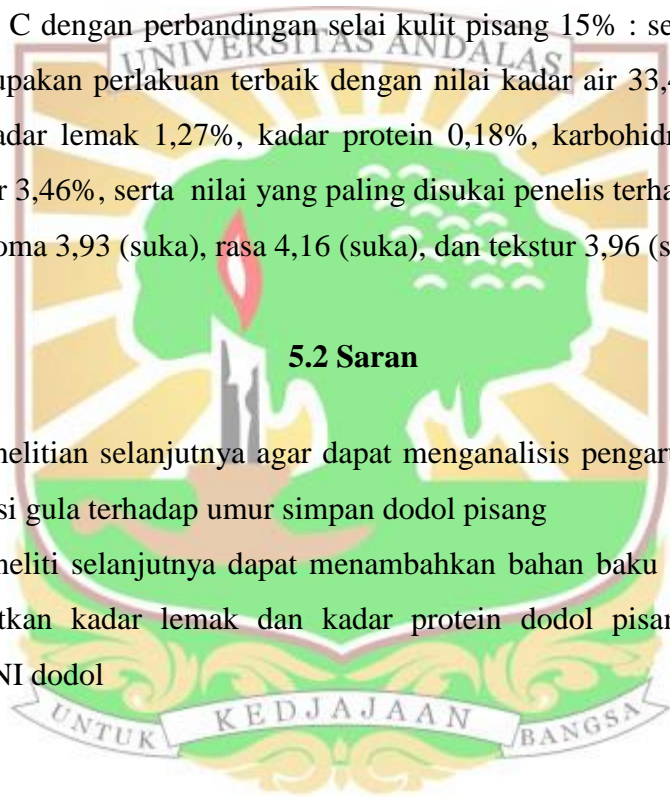 C dengan perbandingan selai kulit pisang 15% : se
UNIVERSITAS ANDALAS
upakan perlakuan terbaik dengan nilai kadar air 33,4
adar lemak 1,27%, kadar protein 0,18%, karbohidr
r 3,46%, serta nilai yang paling disukai penelis terha
oma 3,93 (suka), rasa 4,16 (suka), dan tekstur 3,96 (s
5.2 Saran
nelitian selanjutnya agar dapat menganalisis pengaru
si gula terhadap umur simpan dodol pisang
neliti selanjutnya dapat menambahkan bahan baku
tkan kadar lemak dan kadar protein dodol pisan
NI dodol
UNTUK KEDJAJAAN BANGSA